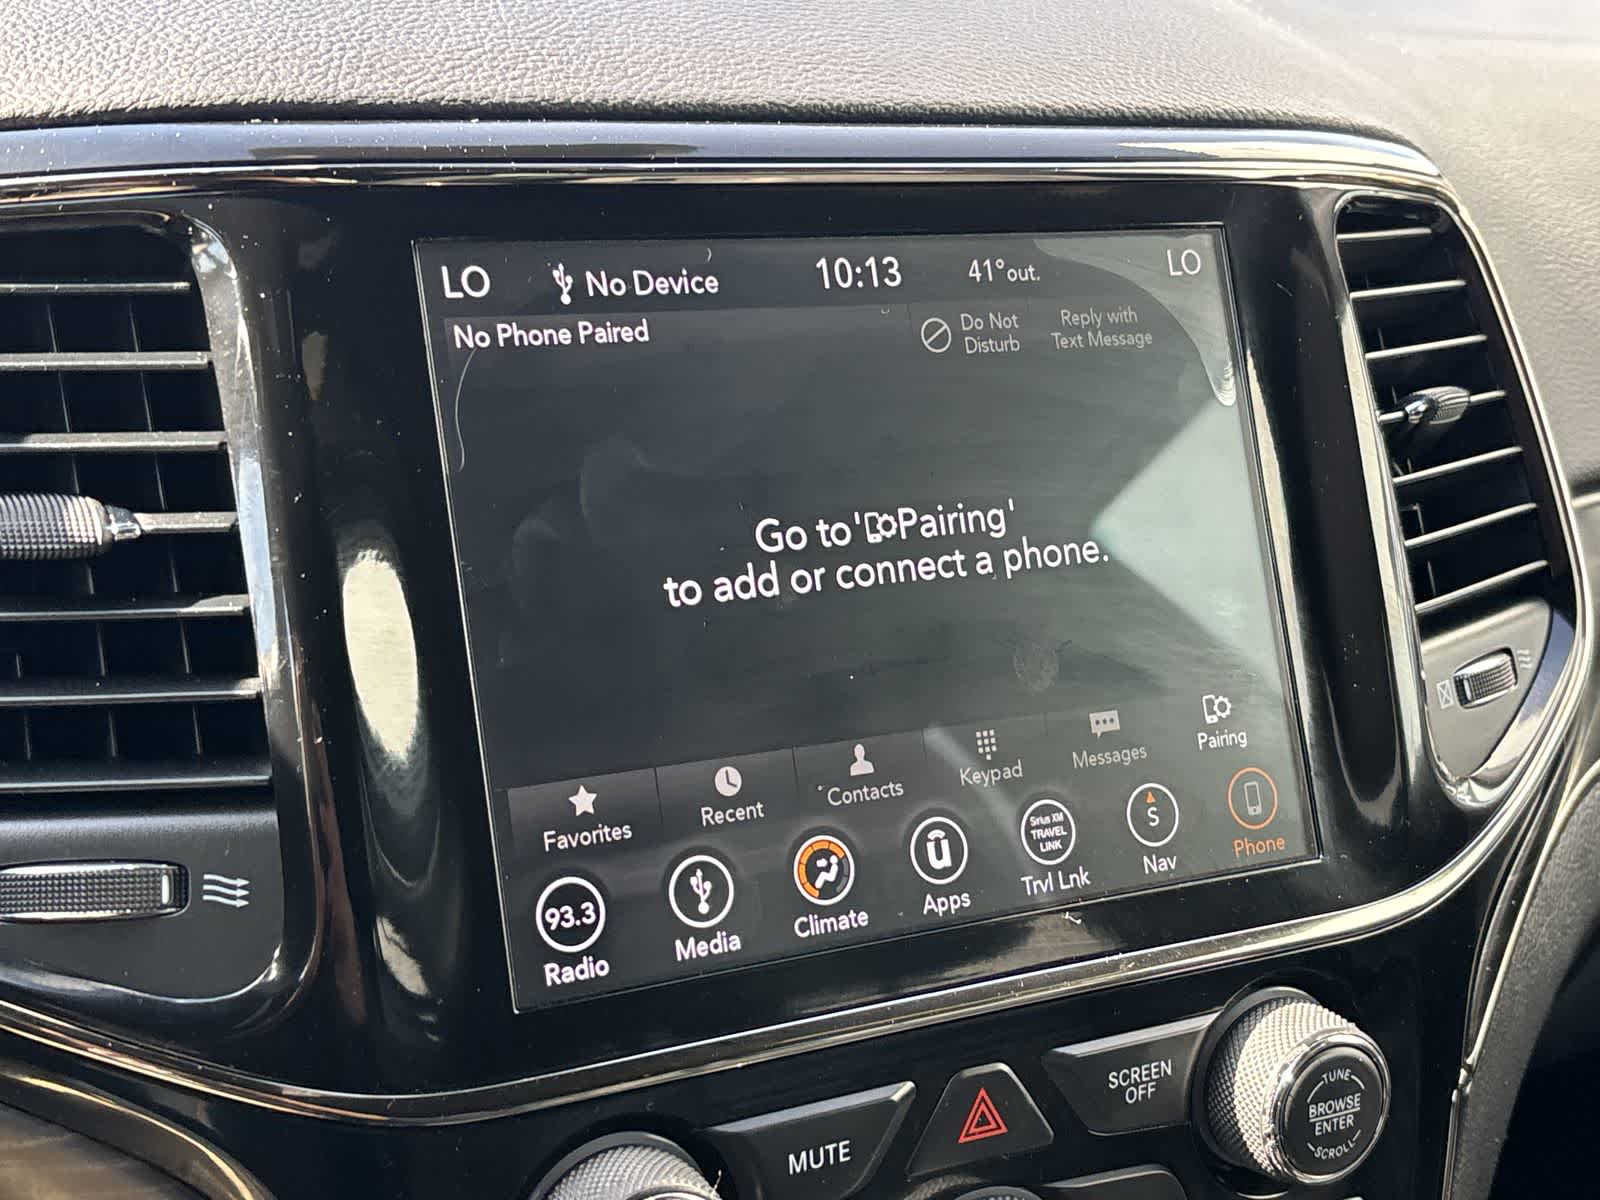 LO No Device 10:13 41° out. LO
No Phone Paired
Do Not
Disturb
Reply with
Text Message
Go to 'Pairing'
to add or connect a phone.
Favorites
Recent
Contacts
Keypad
Messages
Pairing
93.3
Radio
Media
Climate
Apps
Sirius XM
TRAVEL
LINK
Trvl Lnk
S
Nav
Phone
MUTE
SCREEN
OFF
TUNE
BROWSE
ENTER
SCROLL